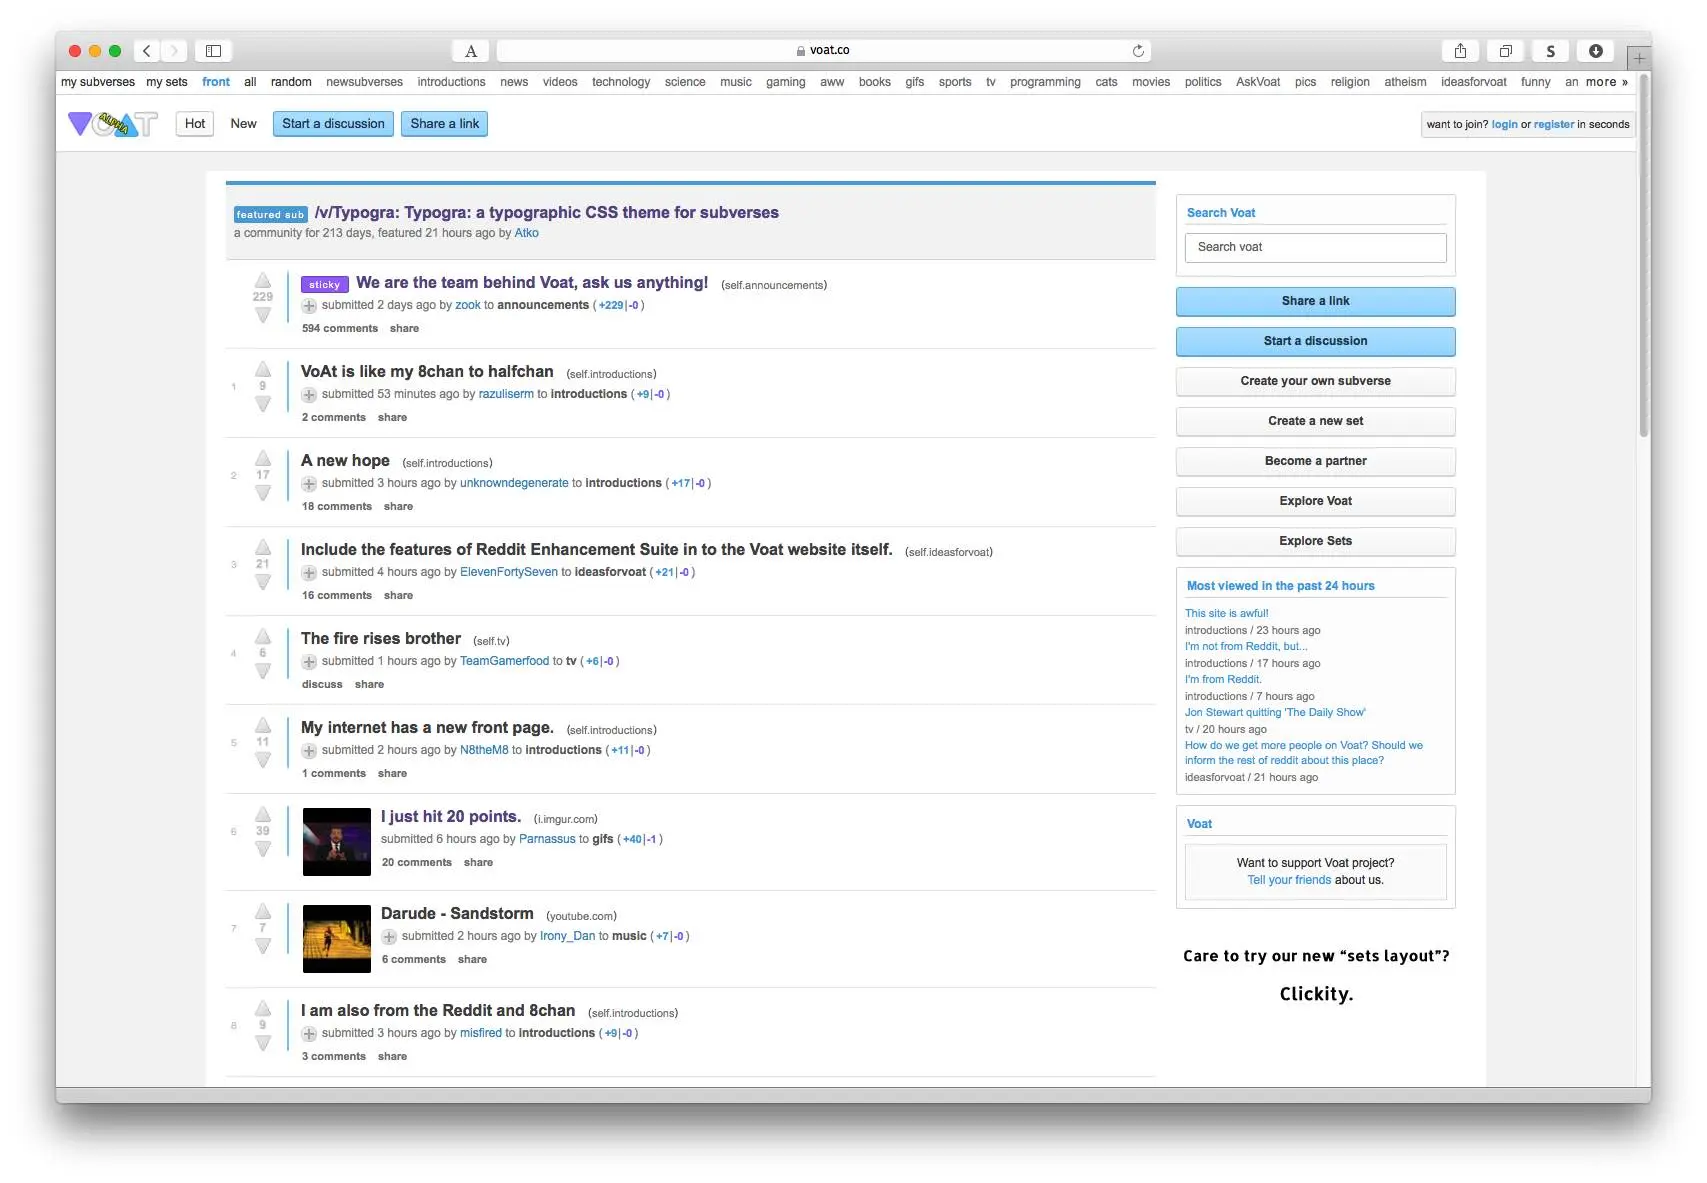 A
voat.co
S
my subverses my sets front all random newsubverses introductions news videos technology science music gaming aww books gifs sports tv programming cats movies politics AskVoat pics religion atheism ideasforvoat funny an more »
VOAT ALPHA Hot New Start a discussion Share a link
want to join? login or register in seconds
featured sub /v/Typogra: Typogra: a typographic CSS theme for subverses
a community for 213 days, featured 21 hours ago by Atko
229
sticky We are the team behind Voat, ask us anything! (self.announcements)
submitted 2 days ago by zook to announcements ( +229|-0 )
594 comments share
1
9
VoAt is like my 8chan to halfchan (self.introductions)
submitted 53 minutes ago by razuliserm to introductions ( +9|-0 )
2 comments share
2
17
A new hope (self.introductions)
submitted 3 hours ago by unknowndegenerate to introductions ( +17|-0 )
18 comments share
3
21
Include the features of Reddit Enhancement Suite in to the Voat website itself. (self.ideasforvoat)
submitted 4 hours ago by ElevenFortySeven to ideasforvoat ( +21|-0 )
16 comments share
4
6
The fire rises brother (self.tv)
submitted 1 hours ago by TeamGamerfood to tv ( +6|-0 )
discuss share
5
11
My internet has a new front page. (self.introductions)
submitted 2 hours ago by N8theM8 to introductions ( +11|-0 )
1 comments share
6
39
I just hit 20 points. (i.imgur.com)
submitted 6 hours ago by Parnassus to gifs ( +40|-1 )
20 comments share
7
7
Darude - Sandstorm (youtube.com)
submitted 2 hours ago by Irony_Dan to music ( +7|-0 )
6 comments share
8
9
I am also from the Reddit and 8chan (self.introductions)
submitted 3 hours ago by misfired to introductions ( +9|-0 )
3 comments share
Search Voat
Search voat
Share a link
Start a discussion
Create your own subverse
Create a new set
Become a partner
Explore Voat
Explore Sets
Most viewed in the past 24 hours
This site is awful!
introductions / 23 hours ago
I'm not from Reddit, but...
introductions / 17 hours ago
I'm from Reddit.
introductions / 7 hours ago
Jon Stewart quitting 'The Daily Show'
tv / 20 hours ago
How do we get more people on Voat? Should we
inform the rest of reddit about this place?
ideasforvoat / 21 hours ago
Voat
Want to support Voat project?
Tell your friends about us.
Care to try our new “sets layout”?
Clickity.